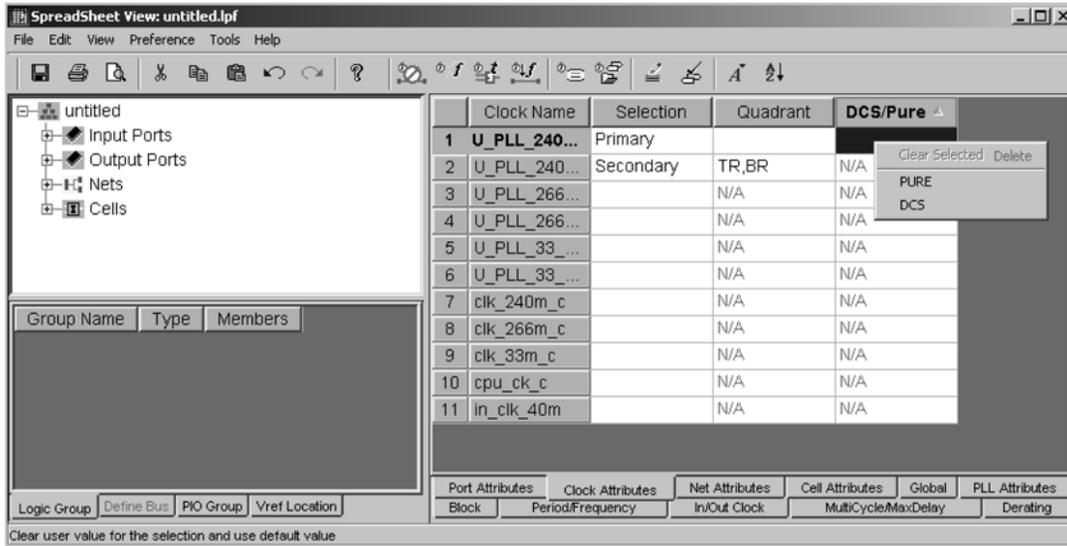 SpreadSheet View: untitled.lpf
File Edit View Preference Tools Help
untitled
Input Ports
Output Ports
Nets
Cells
Group Name Type Members
Logic Group Define Bus PIO Group Vref Location
Clock Name Selection Quadrant DCS/Pure
1 U_PLL_240... Primary
2 U_PLL_240... Secondary TR,BR N/A
3 U_PLL_266... N/A N/A
4 U_PLL_266... N/A N/A
5 U_PLL_33_... N/A N/A
6 U_PLL_33_... N/A N/A
7 clk_240m_c N/A N/A
8 clk_266m_c N/A N/A
9 clk_33m_c N/A N/A
10 cpu_ck_c N/A N/A
11 in_clk_40m N/A N/A
Clear Selected Delete
PURE
DCS
Port Attributes Clock Attributes Net Attributes Cell Attributes Global PLL Attributes
Block Period/Frequency In/Out Clock MultiCycle/MaxDelay Derating
Clear user value for the selection and use default value